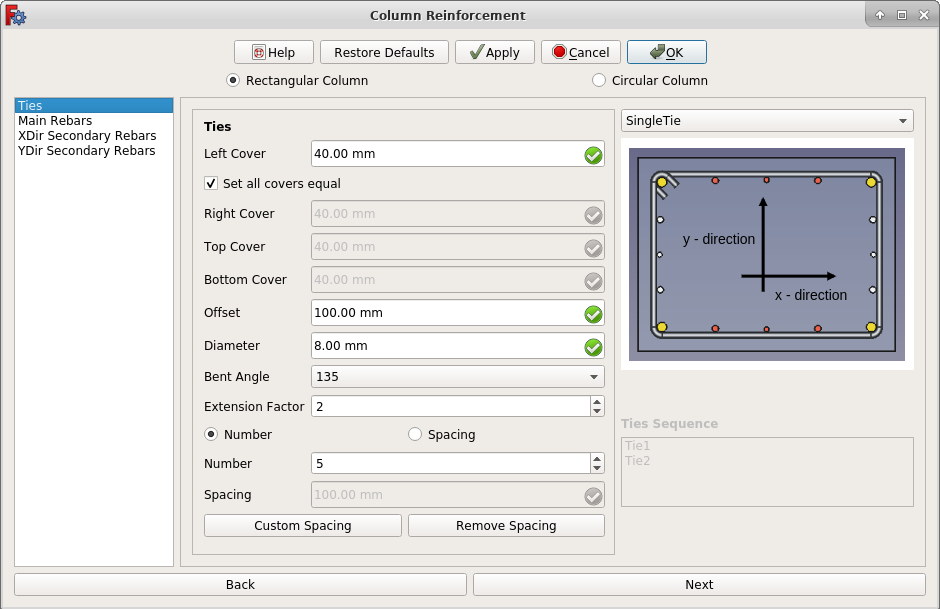 Column Reinforcement
Help Restore Defaults Apply Cancel OK
Rectangular Column Circular Column
Ties
Main Rebars
XDir Secondary Rebars
YDir Secondary Rebars
Ties
Left Cover 40.00 mm
Set all covers equal
Right Cover 40.00 mm
Top Cover 40.00 mm
Bottom Cover 40.00 mm
Offset 100.00 mm
Diameter 8.00 mm
Bent Angle 135
Extension Factor 2
Number Spacing
Number 5
Spacing 100.00 mm
Custom Spacing Remove Spacing
SingleTie
y - direction
x - direction
Ties Sequence
Tie1
Tie2
Back Next